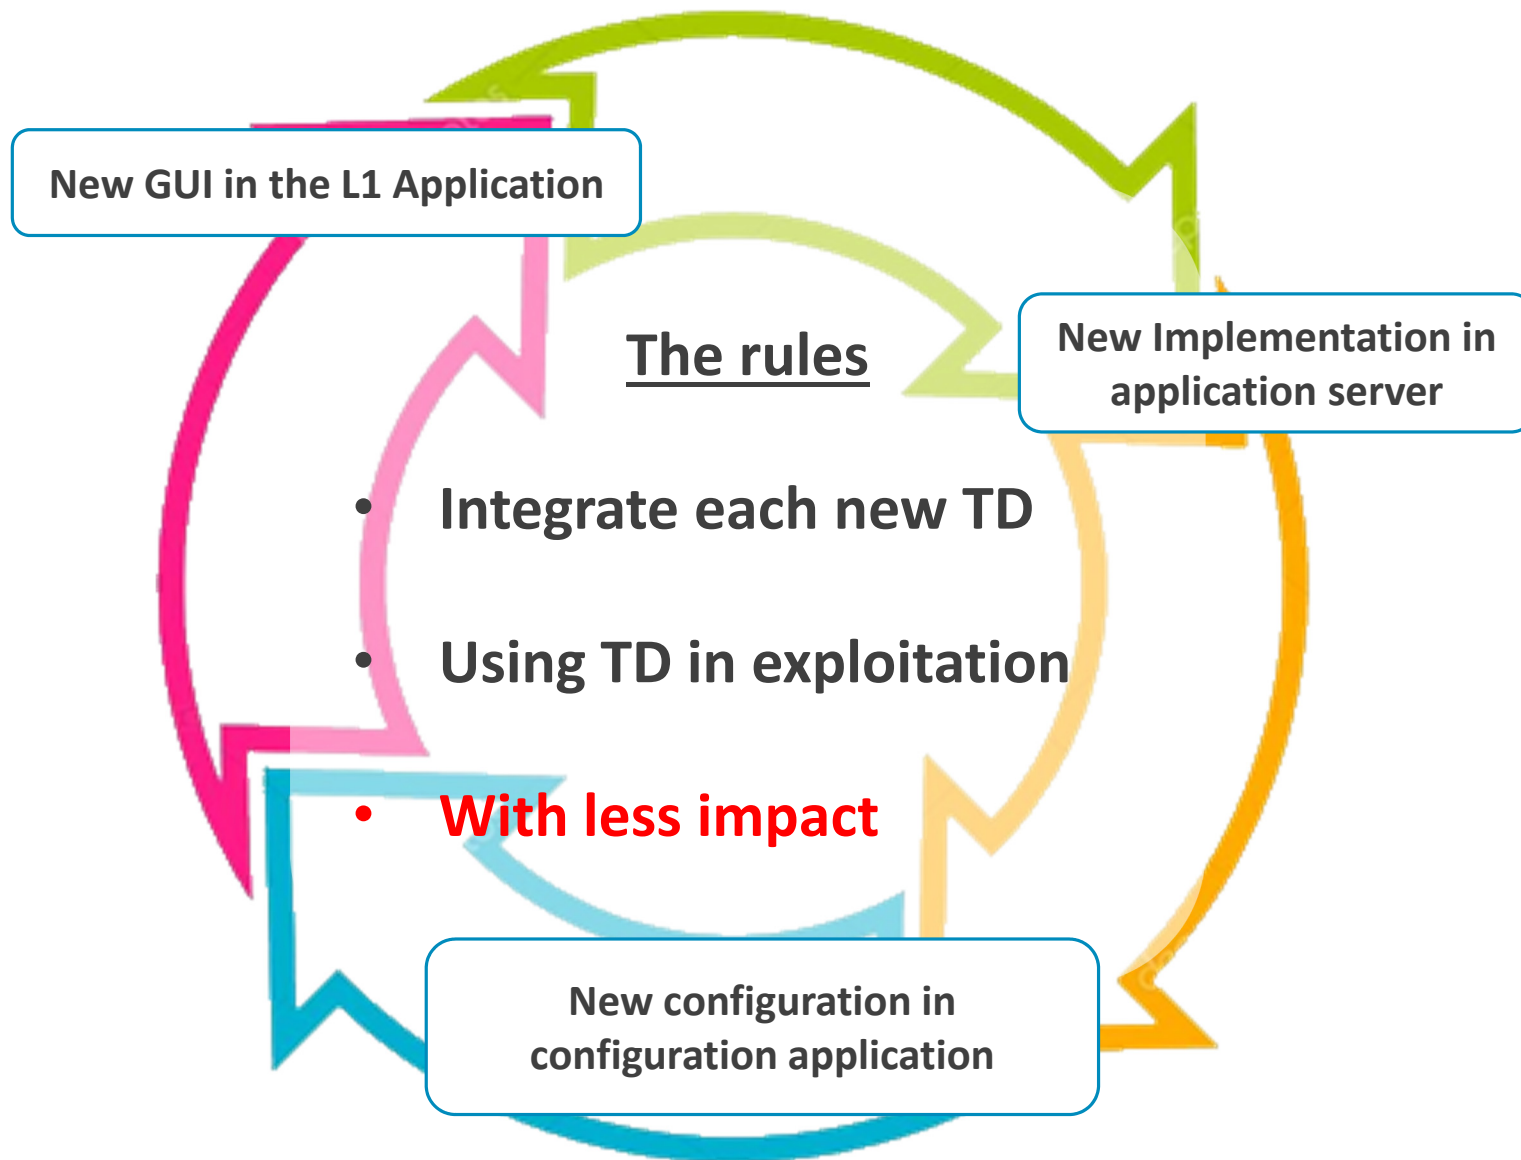 New GUI in the L1 Application
New Implementation in
application server
The rules
• Integrate each new TD
• Using TD in exploitation
• With less impact
New configuration in
configuration application